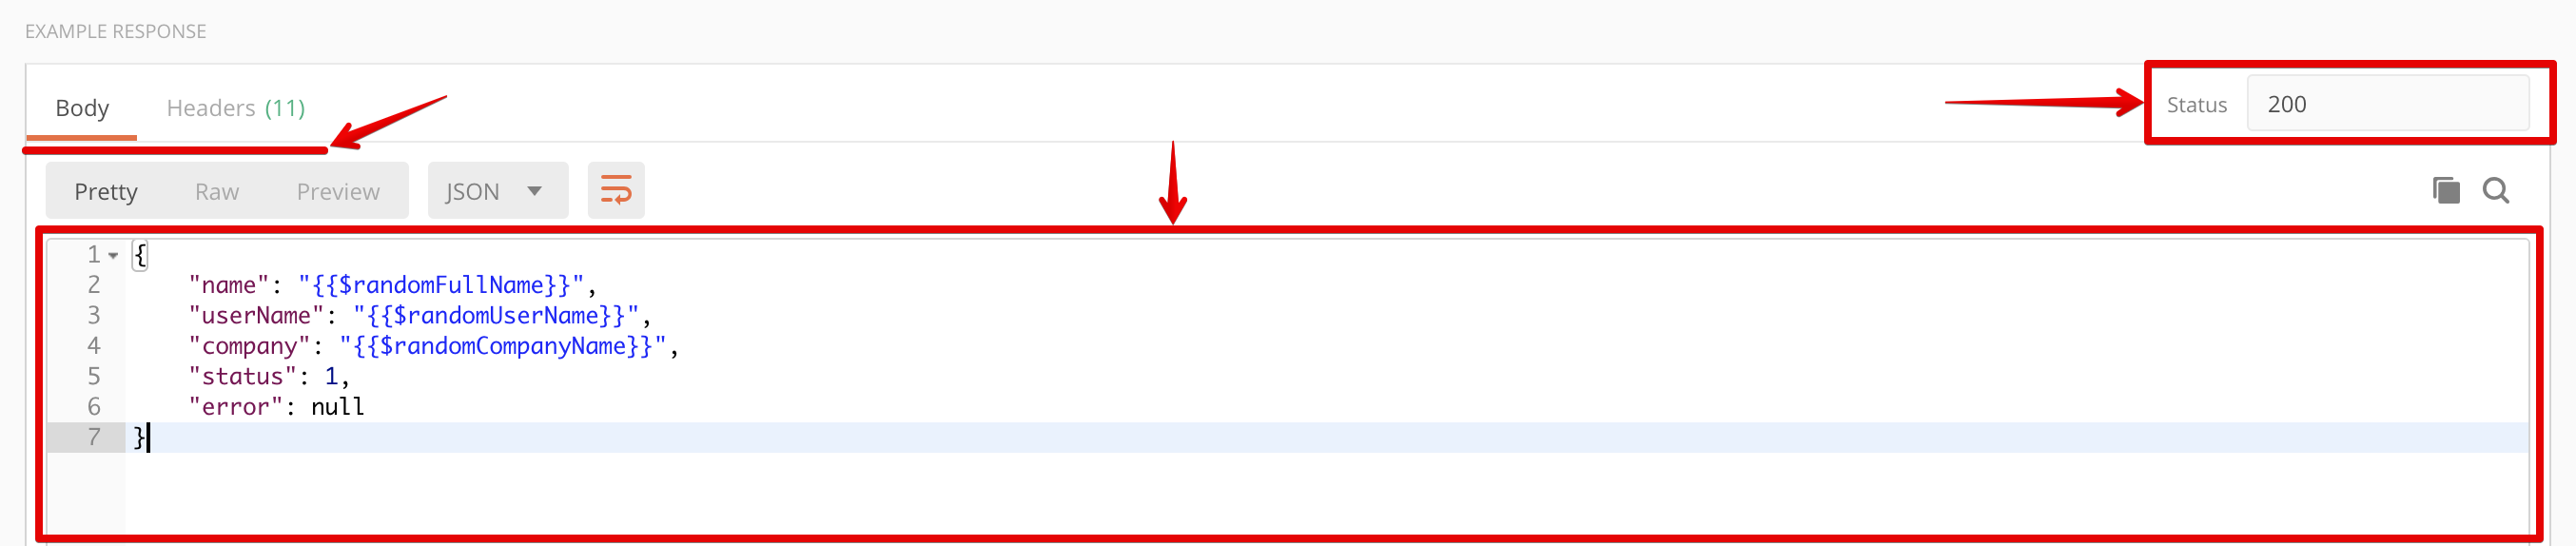 EXAMPLE RESPONSE
Body Headers (11) Status 200
Pretty Raw Preview JSON
1 {
2 "name": "{{$randomFullName}}",
3 "userName": "{{$randomUserName}}",
4 "company": "{{$randomCompanyName}}",
5 "status": 1,
6 "error": null
7 }